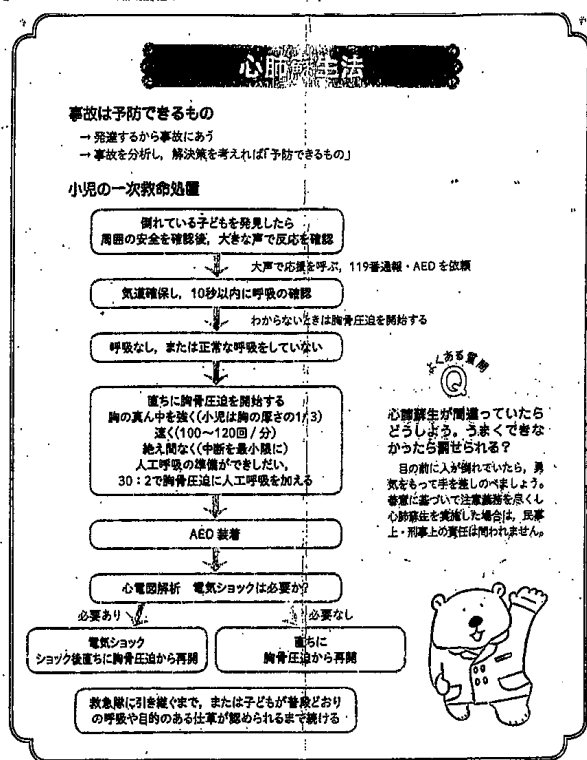 心肺蘇生法
事故は予防できるもの
→ 発達するから事故にあう
→ 事故を分析し，解決策を考えれば「予防できるもの」
小児の一次救命処置
倒れている子どもを発見したら
周囲の安全を確認後，大きな声で反応を確認
大声で応援を呼ぶ，119番通報・AEDを依頼
気道確保し，10秒以内に呼吸の確認
わからないときは胸骨圧迫を開始する
呼吸なし，または正常な呼吸をしていない
直ちに胸骨圧迫を開始する
胸の真ん中を強く(小児は胸の厚さの1/3)
速く(100〜120回/分)
絶え間なく(中断を最小限に)
人工呼吸の準備ができしだい，
30：2で胸骨圧迫に人工呼吸を加える
AED 装着
心電図解析　電気ショックは必要か?
必要あり
必要なし
電気ショック
ショック後直ちに胸骨圧迫から再開
直ちに
胸骨圧迫から再開
救急隊に引き継ぐまで，または子どもが普段どおり
の呼吸や目的のある仕草が認められるまで続ける
よくある質問
Q
心肺蘇生が間違っていたら
どうしよう。うまくできな
かったら罰せられる？
目の前に人が倒れていたら，勇
気をもって手を差しのべましょう。
善意に基づいて注意義務を尽くし
心肺蘇生を実施した場合は，民事
上・刑事上の責任は問われません。